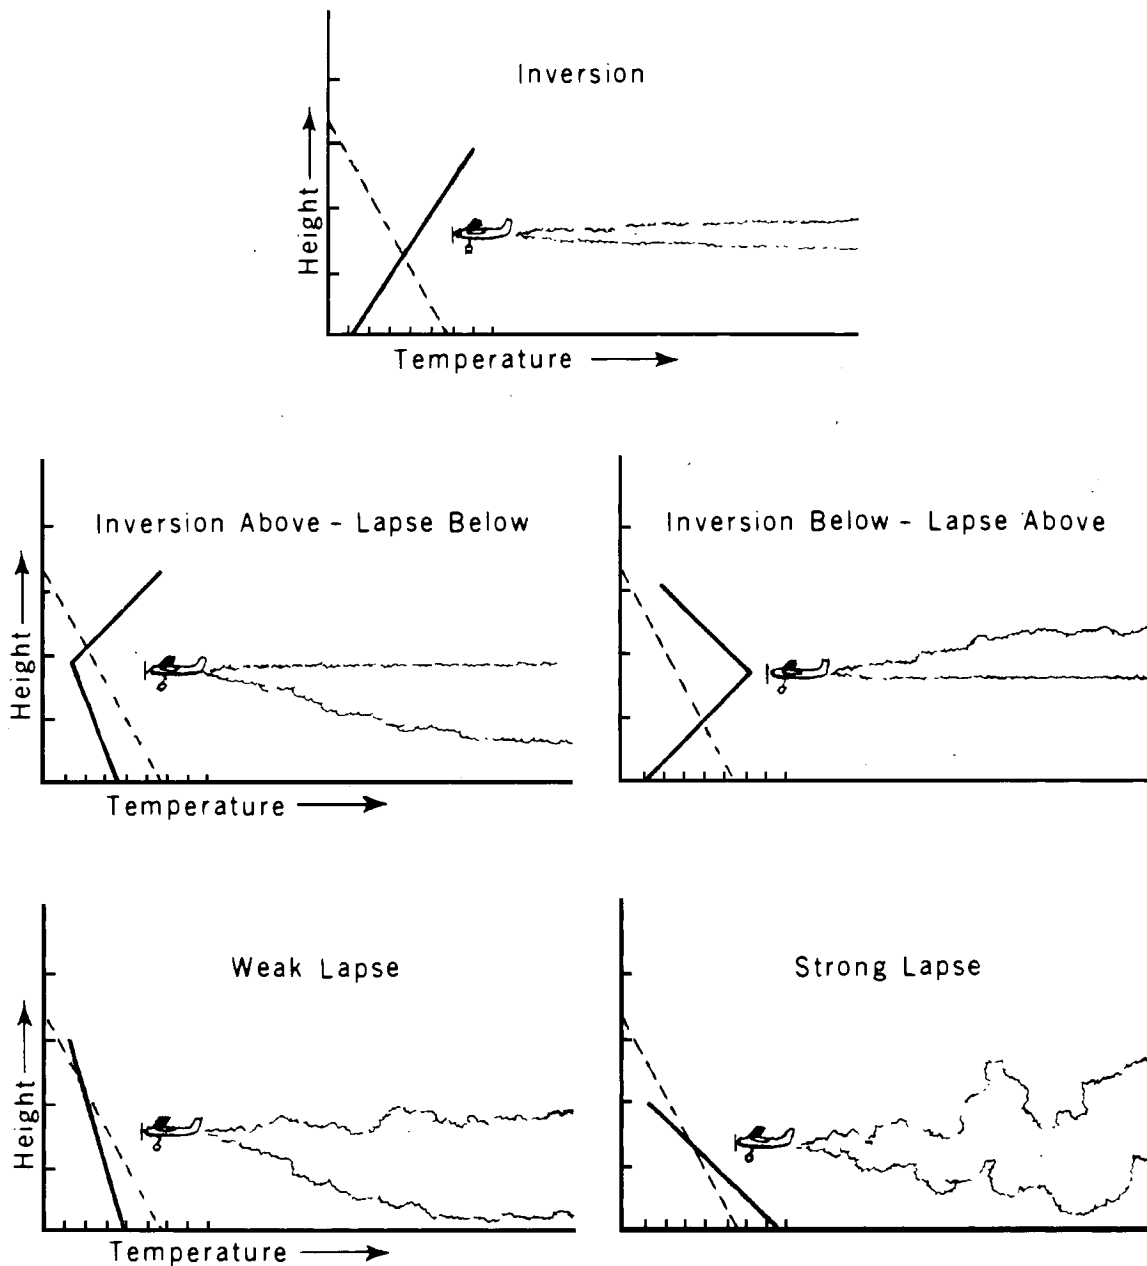 Inversion
Height
Temperature
Inversion Above - Lapse Below
Height
Temperature
Inversion Below - Lapse Above
Weak Lapse
Height
Temperature
Strong Lapse